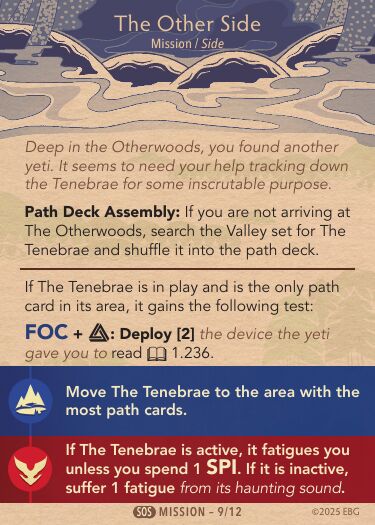 The Other Side
Mission / Side
Deep in the Otherwoods, you found another
yeti. It seems to need your help tracking down
the Tenebrae for some inscrutable purpose.
Path Deck Assembly: If you are not arriving at
The Otherwoods, search the Valley set for The
Tenebrae and shuffle it into the path deck.
If The Tenebrae is in play and is the only path
card in its area, it gains the following test:
FOC + : Deploy [2] the device the yeti
gave you to read 1.236.
Move The Tenebrae to the area with the
most path cards.
If The Tenebrae is active, it fatigues you
unless you spend 1 SPI. If it is inactive,
suffer 1 fatigue from its haunting sound.
SOS MISSION – 9/12
©2025 EBG